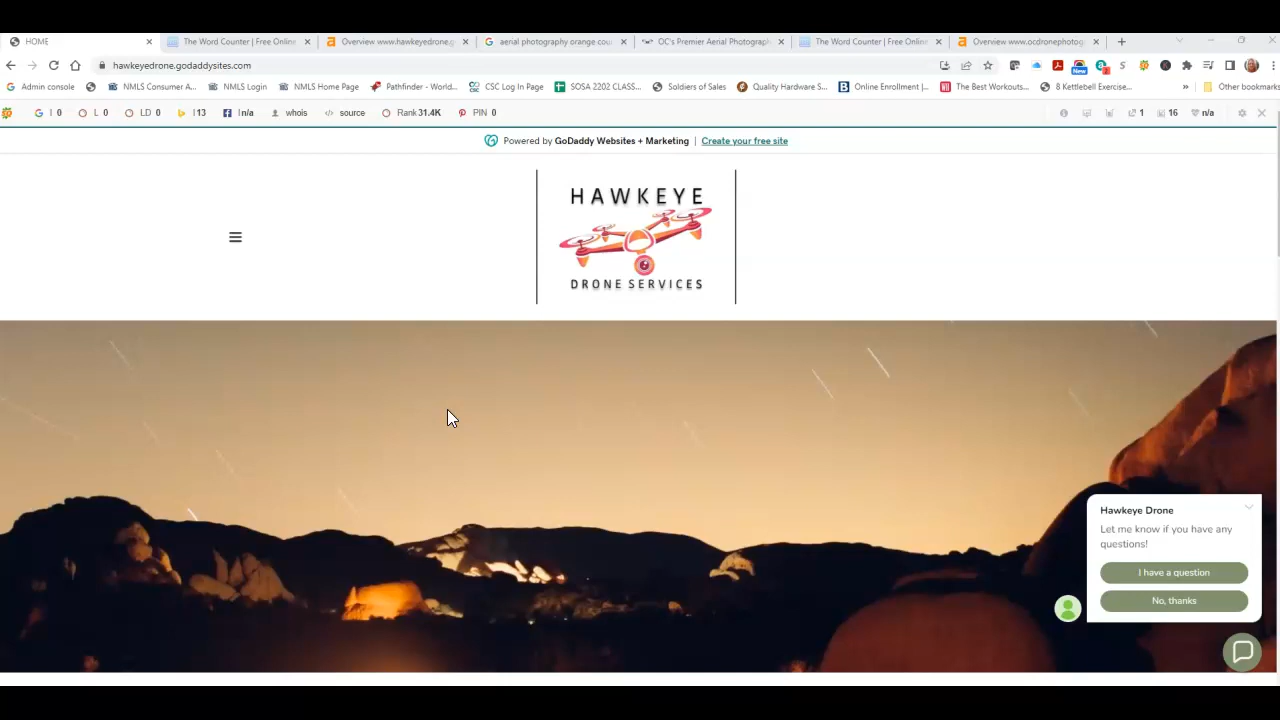 HOME
The Word Counter | Free Online
Overview www.hawkeyedrone.g
aerial photography orange cou
OC's Premier Aerial Photograph
The Word Counter | Free Online
Overview www.ocdronephotog
hawkeyedrone.godaddysites.com
New
Admin console
NMLS Consumer A...
NMLS Login
NMLS Home Page
Pathfinder - World...
CSC Log In Page
SOSA 2202 CLASS...
Soldiers of Sales
Quality Hardware S...
Online Enrollment |...
The Best Workouts...
8 Kettlebell Exercise...
»
Other bookmarks
I 0
L 0
LD 0
I 13
I n/a
whois
source
Rank 31.4K
PIN 0
1
16
n/a
Powered by GoDaddy Websites + Marketing | Create your free site
HAWKEYE
DRONE SERVICES
Hawkeye Drone
Let me know if you have any
questions!
I have a question
No, thanks